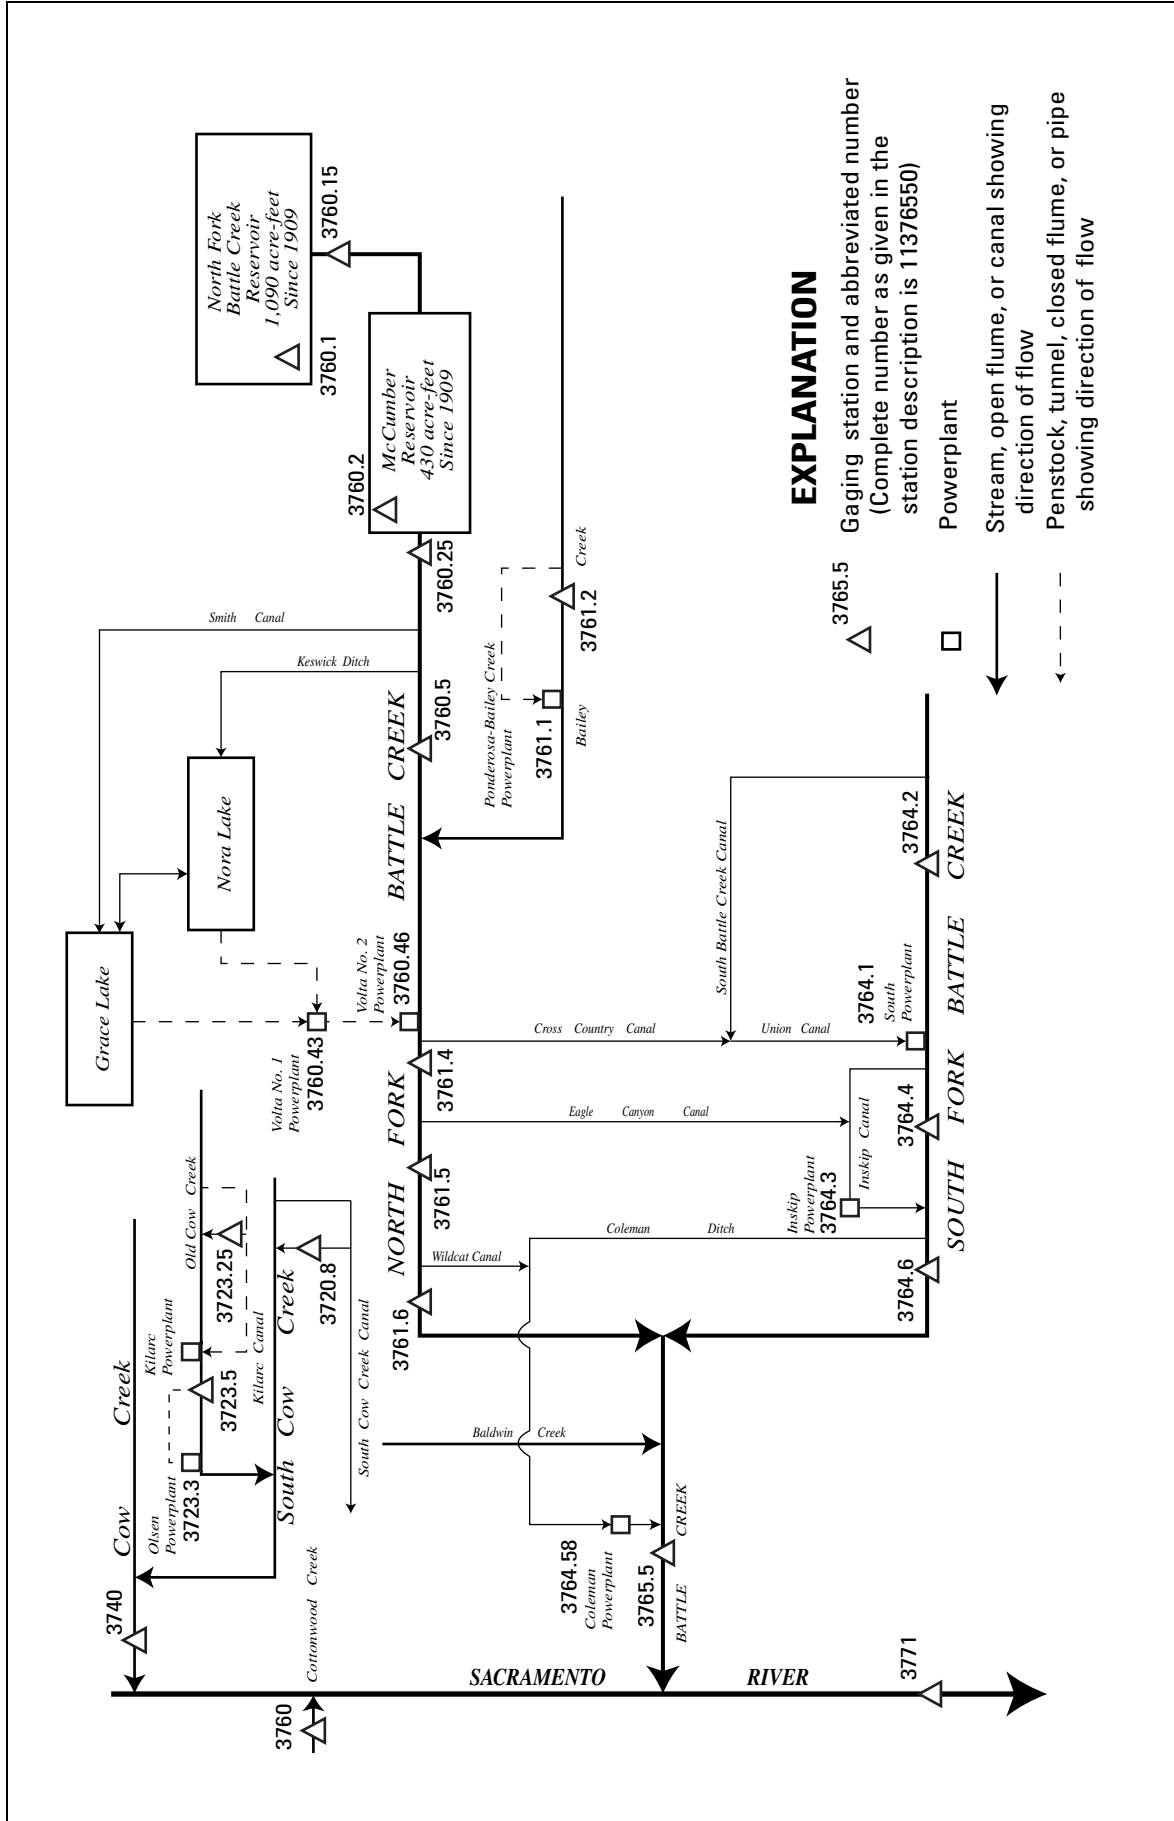 North Fork
Battle Creek
Reservoir
1,090 acre-feet
Since 1909
3760.1
3760.15
McCumber
Reservoir
430 acre-feet
Since 1909
3760.2
3760.25
Smith Canal
Keswick Ditch
3760.5
Nora Lake
Grace Lake
Volta No. 1
Powerplant
3760.43
Volta No. 2
Powerplant
3760.46
NORTH FORK BATTLE CREEK
Ponderosa-Bailey Creek
Powerplant
3761.1
3761.2
Bailey Creek
3761.4
3761.5
3761.6
Cross Country Canal
South Battle Creek Canal
Union Canal
Eagle Canyon Canal
Wildcat Canal
Coleman Ditch
3764.1
South
Powerplant
3764.2
Inskip
Powerplant
3764.3
Inskip Canal
3764.4
3764.6
SOUTH FORK BATTLE CREEK
Old Cow Creek
3723.25
Kilarc
Powerplant
Kilarc Canal
3723.5
Olsen
Powerplant
3723.3
Cow Creek
3720.8
South Cow Creek
South Cow Creek Canal
3740
Cottonwood Creek
3760
Baldwin Creek
3764.58
Coleman
Powerplant
3765.5
BATTLE CREEK
SACRAMENTO RIVER
3771
EXPLANATION
3765.5
Gaging station and abbreviated number
(Complete number as given in the
station description is 11376550)
Powerplant
Stream, open flume, or canal showing
direction of flow
Penstock, tunnel, closed flume, or pipe
showing direction of flow